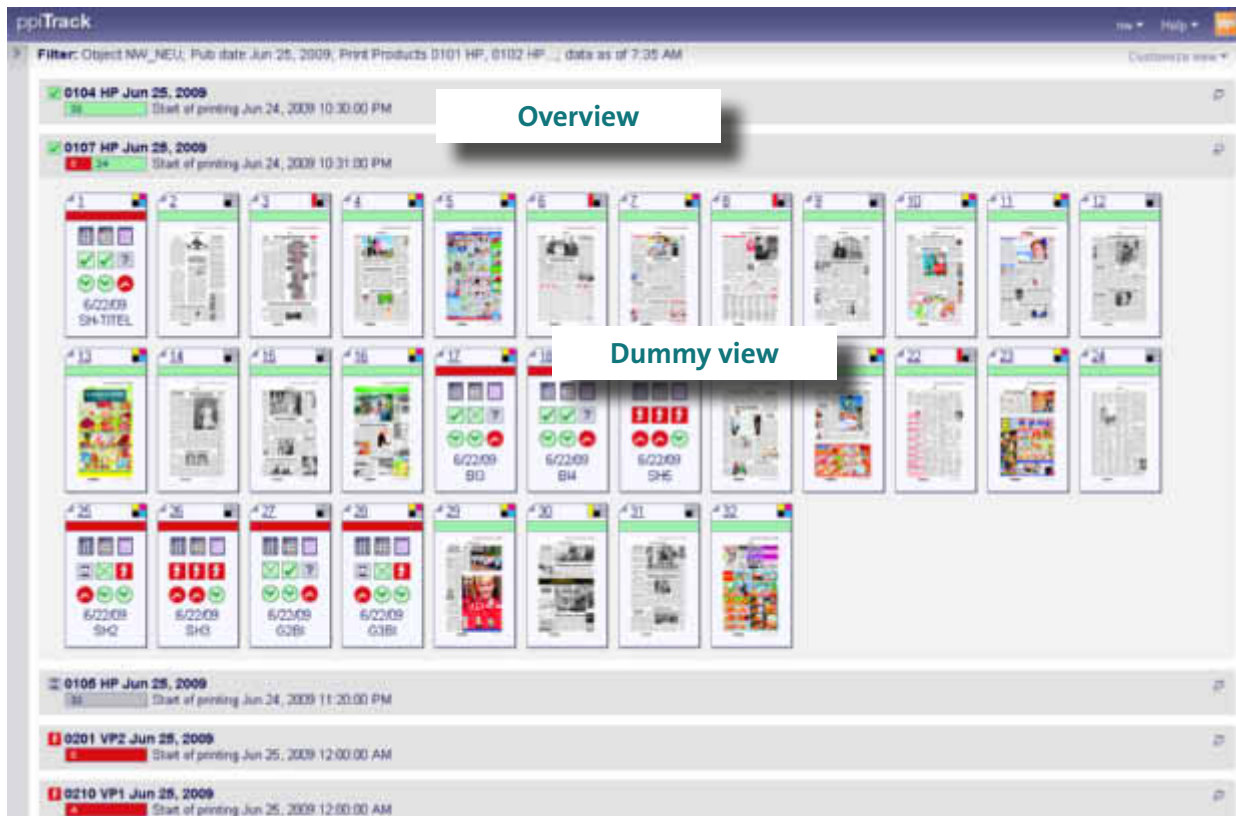 ppiTrack
nw Help
Filter: Object NW_NEU; Pub date Jun 25, 2009; Print Products 0101 HP, 0102 HP...; data as of 7:35 AM
Customize view
0104 HP Jun 25, 2009
Start of printing Jun 24, 2009 10:30:00 PM
Overview
0107 HP Jun 25, 2009
24 Start of printing Jun 24, 2009 10:31:00 PM
1 2 3 4 5 6 7 8 9 10 11 12
6/22/09
SH-TITEL
Dummy view
13 14 15 16 17 18 22 23 24
6/22/09 6/22/09 6/22/09
BI3 BI4 SH5
25 26 27 28 29 30 31 32
6/22/09 6/22/09 6/22/09 6/22/09
SH2 SH3 G2BI G3BI
0105 HP Jun 25, 2009
Start of printing Jun 24, 2009 11:20:00 PM
0201 VP2 Jun 25, 2009
Start of printing Jun 25, 2009 12:00:00 AM
0210 VP1 Jun 25, 2009
Start of printing Jun 25, 2009 12:00:00 AM